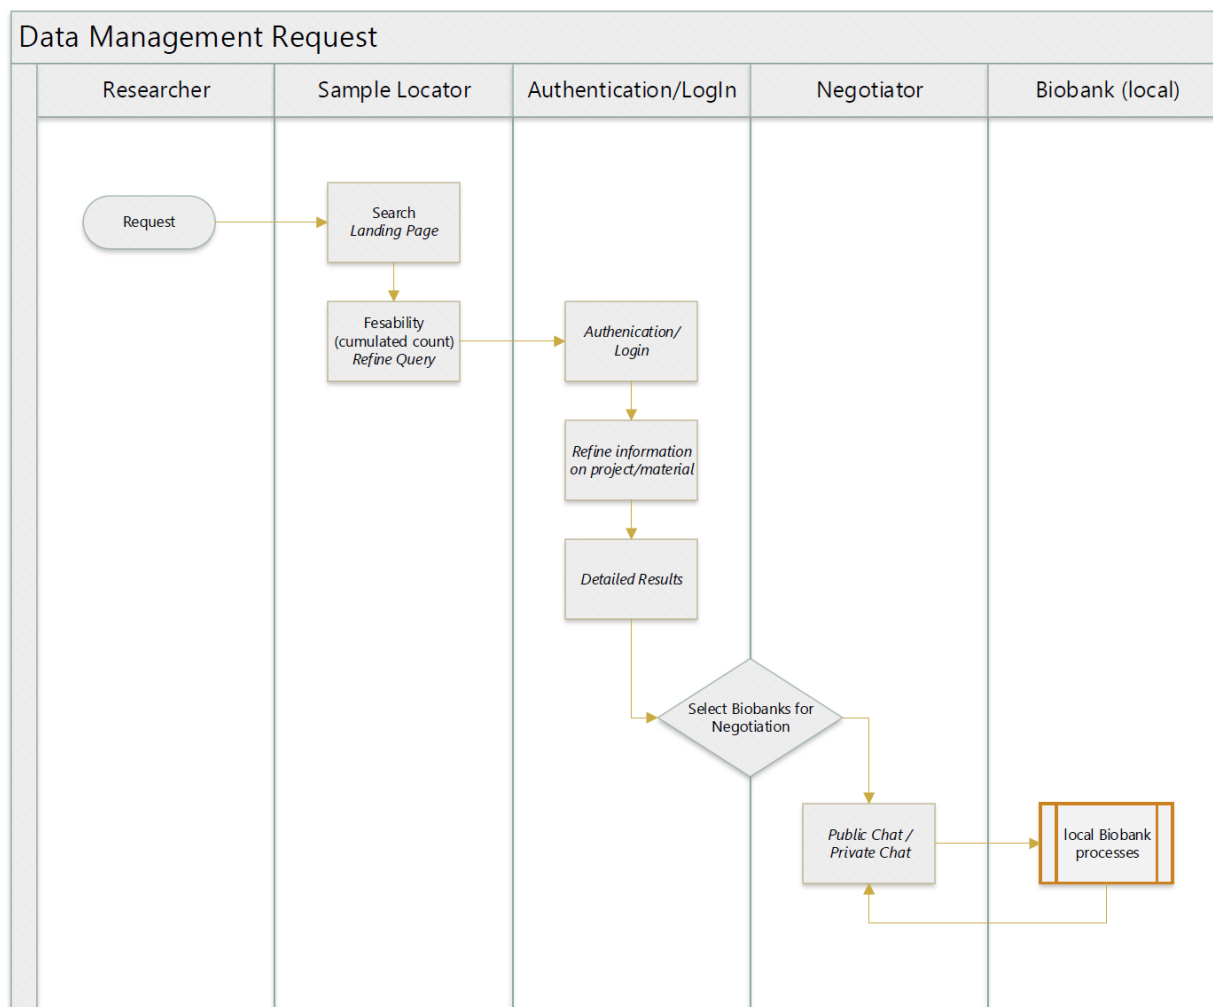 Data Management Request
Researcher
Sample Locator
Authentication/LogIn
Negotiator
Biobank (local)
Request
Search
Landing Page
Fesability
(cumulated count)
Refine Query
Authenication/
Login
Refine information
on project/material
Detailed Results
Select Biobanks for
Negotiation
Public Chat /
Private Chat
local Biobank
processes